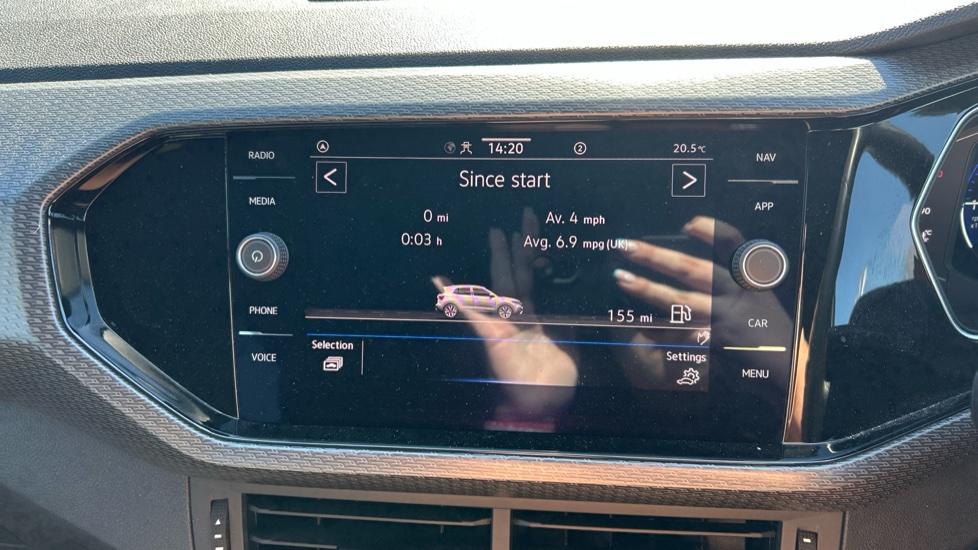 14:20
2
20.5°C
RADIO
MEDIA
PHONE
VOICE
<
Since start
>
0 mi
Av. 4 mph
0:03 h
Avg. 6.9 mpg(UK)
155 mi
Selection
Settings
NAV
APP
CAR
MENU